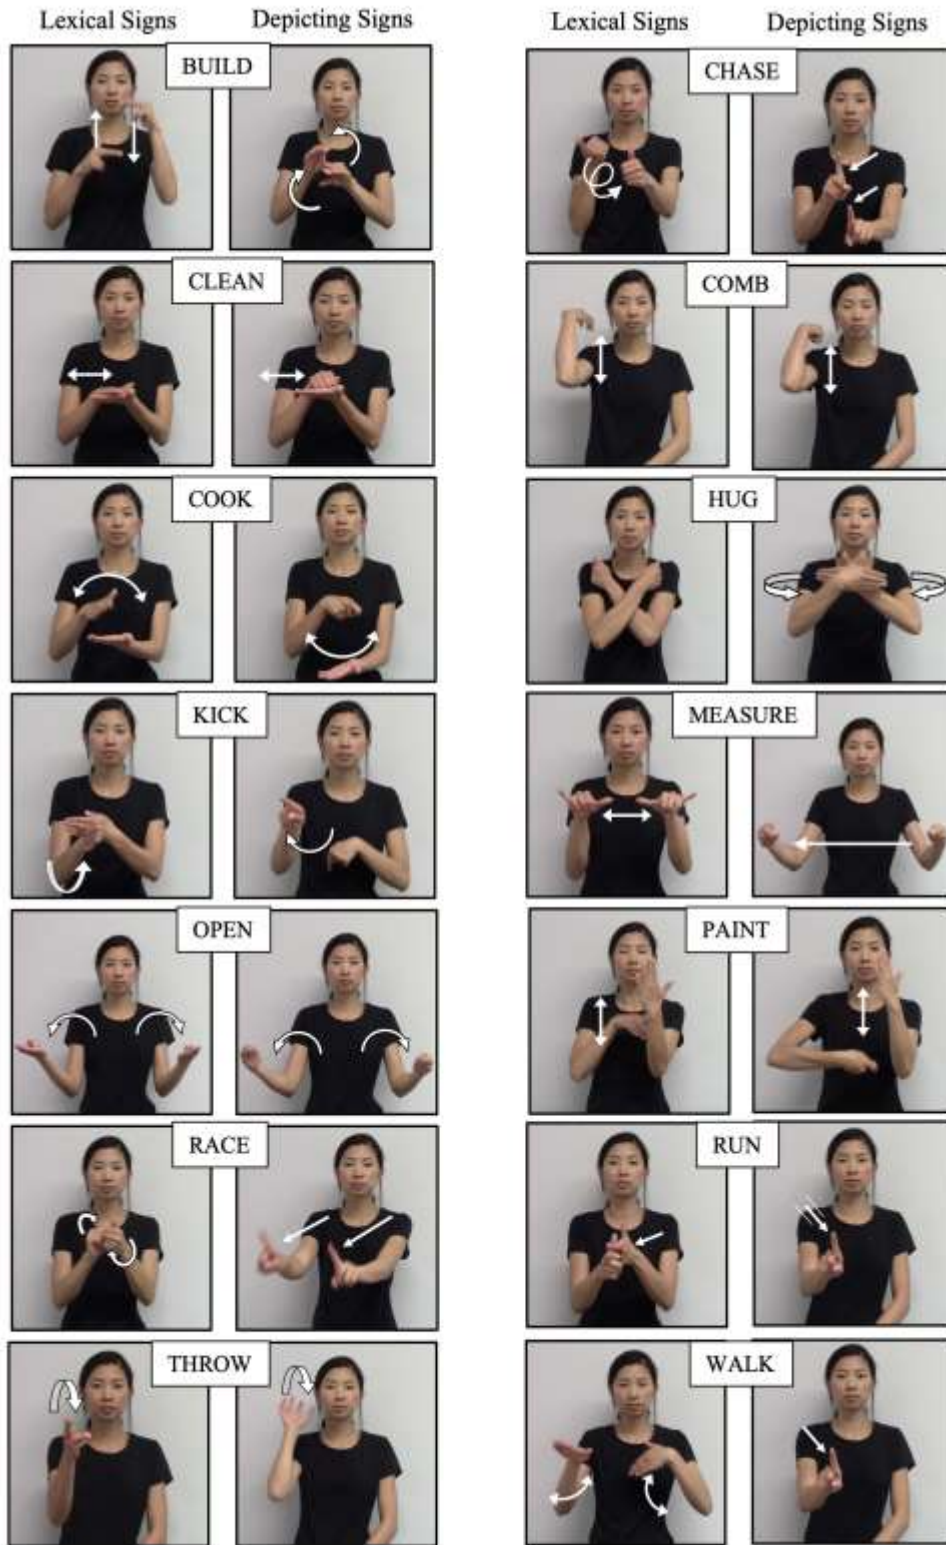 Lexical Signs Depicting Signs Lexical Signs Depicting Signs
BUILD CHASE
CLEAN COMB
COOK HUG
KICK MEASURE
OPEN PAINT
RACE RUN
THROW WALK